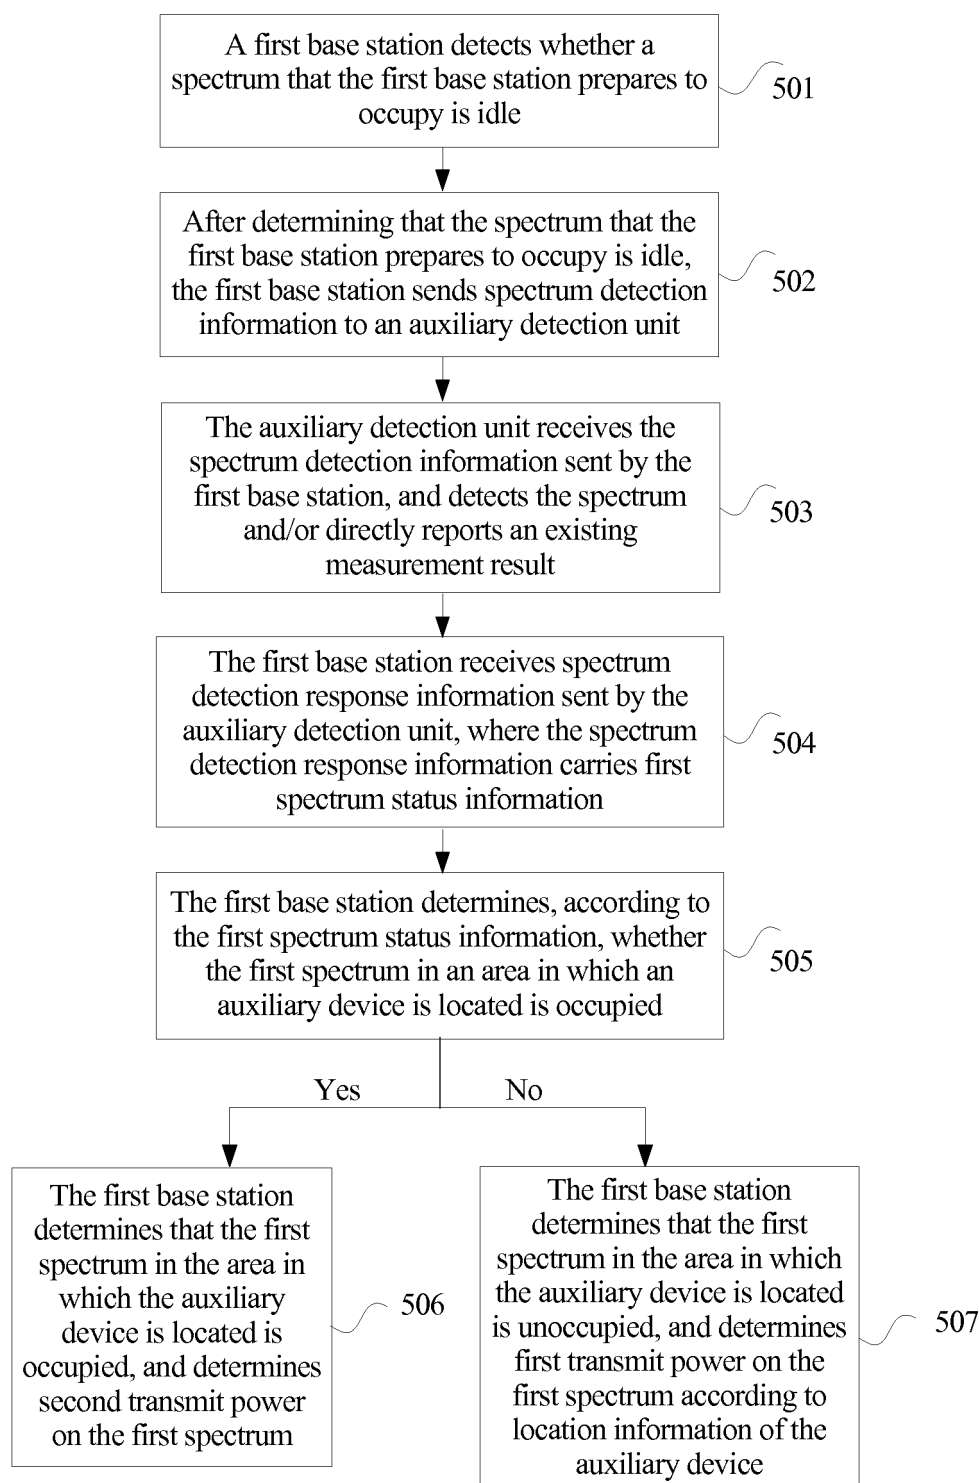 A first base station detects whether a
spectrum that the first base station prepares to
occupy is idle
501
After determining that the spectrum that the
first base station prepares to occupy is idle,
the first base station sends spectrum detection
information to an auxiliary detection unit
502
The auxiliary detection unit receives the
spectrum detection information sent by the
first base station, and detects the spectrum
and/or directly reports an existing
measurement result
503
The first base station receives spectrum
detection response information sent by the
auxiliary detection unit, where the spectrum
detection response information carries first
spectrum status information
504
The first base station determines, according to
the first spectrum status information, whether
the first spectrum in an area in which an
auxiliary device is located is occupied
505
Yes
No
The first base station
determines that the first
spectrum in the area in
which the auxiliary
device is located is
occupied, and determines
second transmit power
on the first spectrum
506
The first base station
determines that the first
spectrum in the area in which
the auxiliary device is located
is unoccupied, and determines
first transmit power on the
first spectrum according to
location information of the
auxiliary device
507